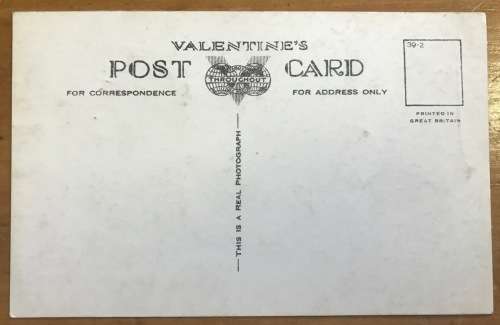 VALENTINE'S
POST CARD
THROUGHOUT
FOR CORRESPONDENCE
FOR ADDRESS ONLY
39-2
PRINTED IN
GREAT BRITAIN
THIS IS A REAL PHOTOGRAPH